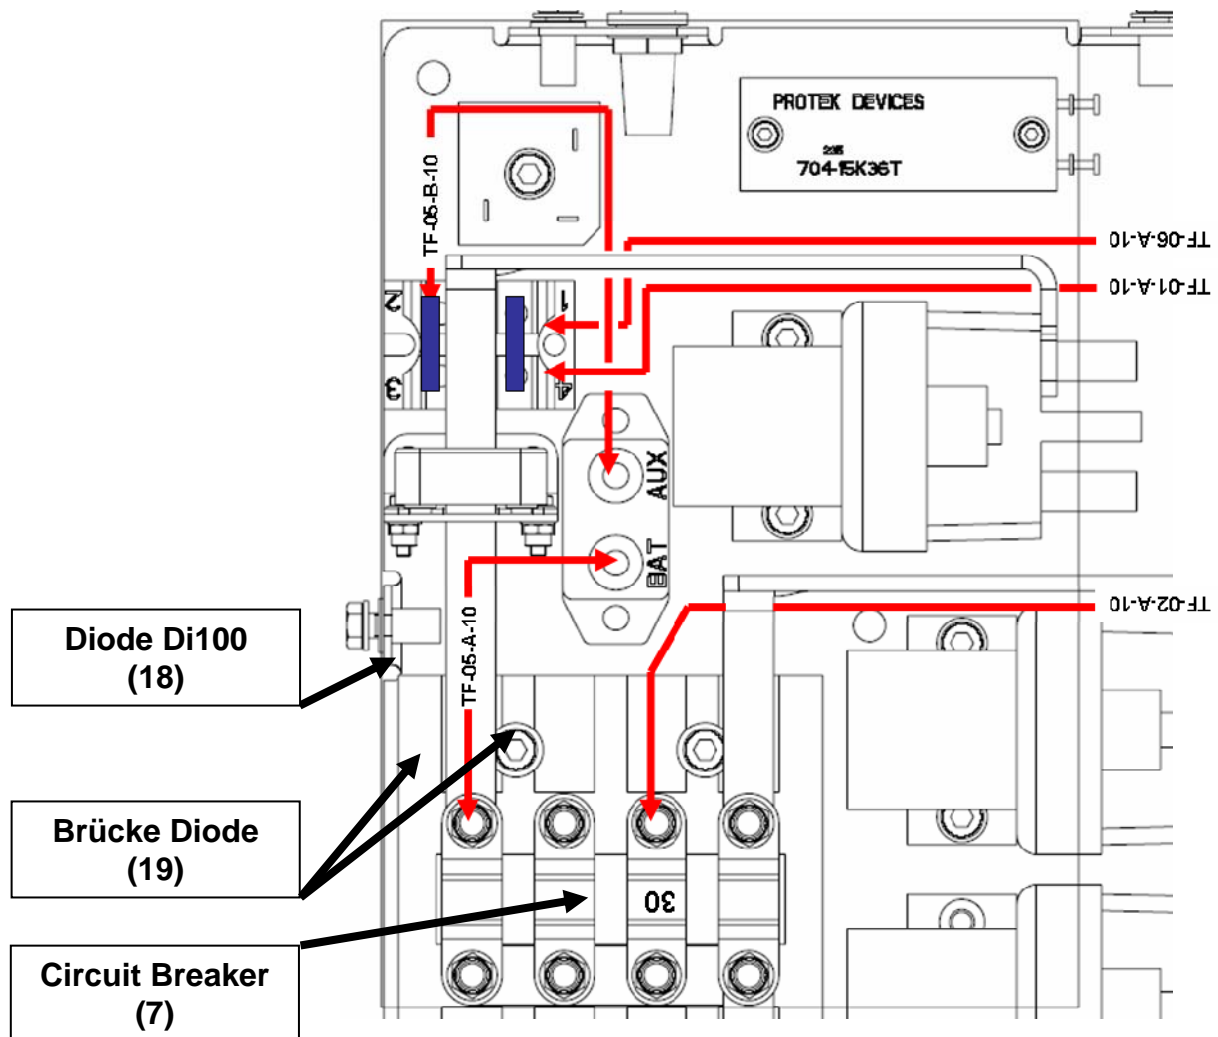 PROTEK DEVICES
235
704-15K36T
TF-05-B-10
TF-06-A-10
TF-01-A-10
2
1
3
4
AUX
BAT
TF-02-A-10
TF-05-A-10
Diode Di100
(18)
Brücke Diode
(19)
30
Circuit Breaker
(7)